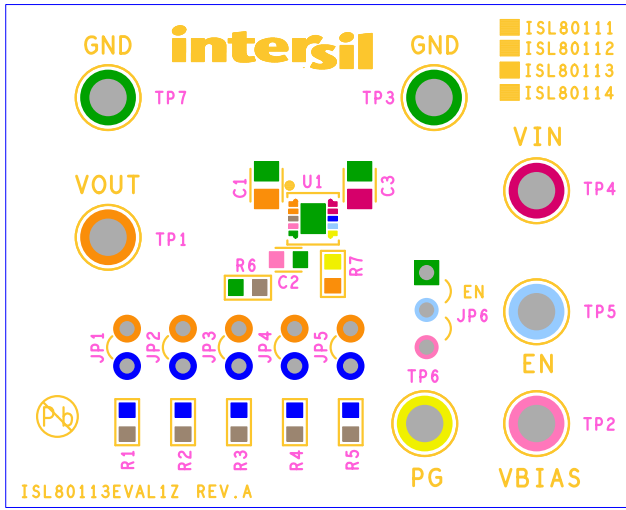 GND
intersil
GND
ISL80111
ISL80112
ISL80113
ISL80114
TP7
TP3
VIN
VOUT
C1
U1
C3
TP4
TP1
R6
C2
R7
EN
JP6
TP5
JP1
JP2
JP3
JP4
JP5
EN
TP6
Pb
TP2
R1
R2
R3
R4
R5
PG
VBIAS
ISL80113EVAL1Z REV.A